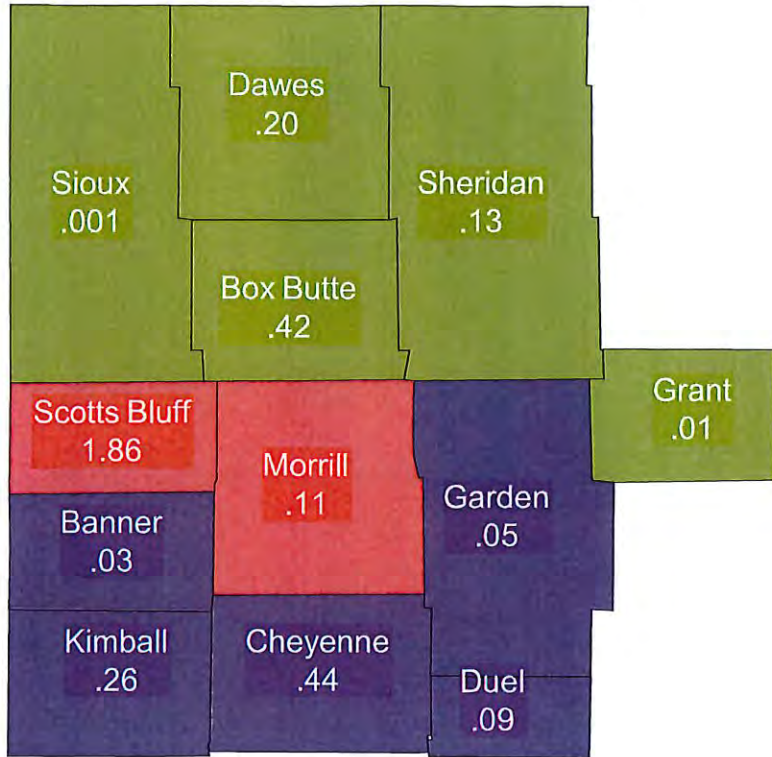 Dawes
.20
Sioux
.001
Sheridan
.13
Box Butte
.42
Grant
.01
Scotts Bluff
1.86
Morrill
.11
Garden
.05
Banner
.03
Kimball
.26
Cheyenne
.44
Duel
.09